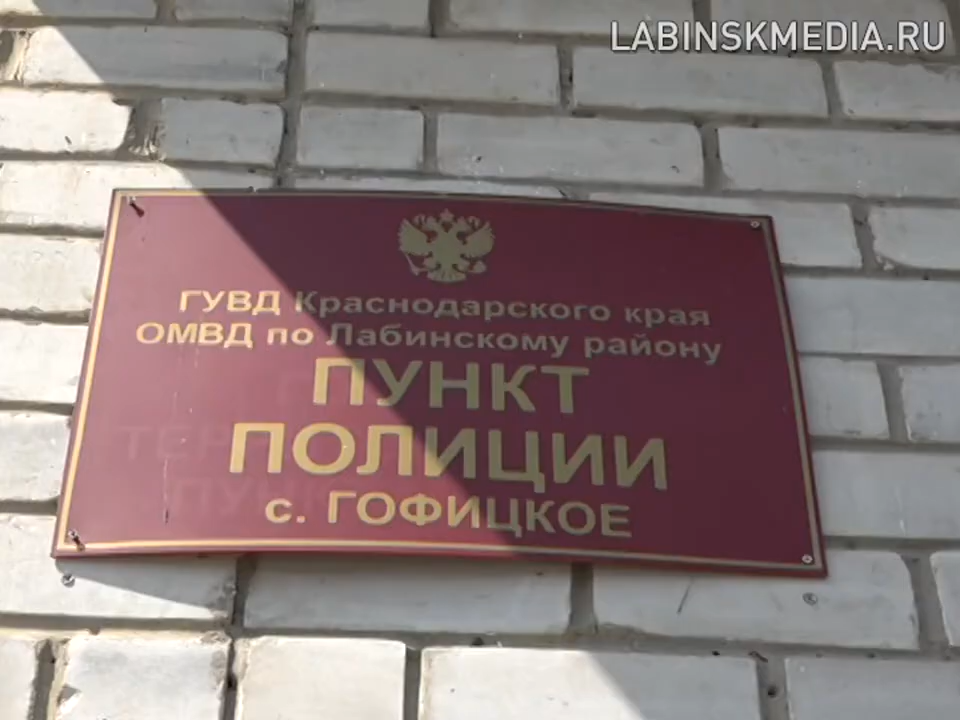 LABINSKMEDIA.RU
ГУВД Краснодарского края
ОМВД по Лабинскому району
ПУНКТ
ПОЛИЦИИ
с. ГОФИЦКОЕ